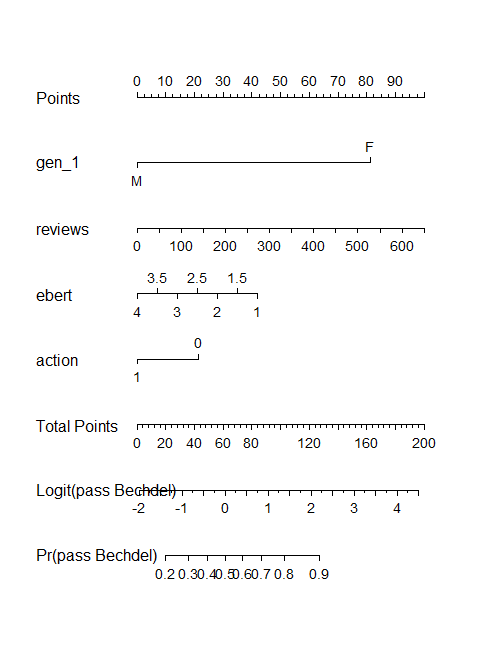 0 10 20 30 40 50 60 70 80 90
Points
F
gen_1
M
reviews
0 100 200 300 400 500 600
3.5 2.5 1.5
ebert
4 3 2 1
0
action
1
Total Points
0 20 40 60 80 120 160 200
Logit(pass Bechdel)
-2 -1 0 1 2 3 4
Pr(pass Bechdel)
0.2 0.3 0.4 0.5 0.6 0.7 0.8 0.9